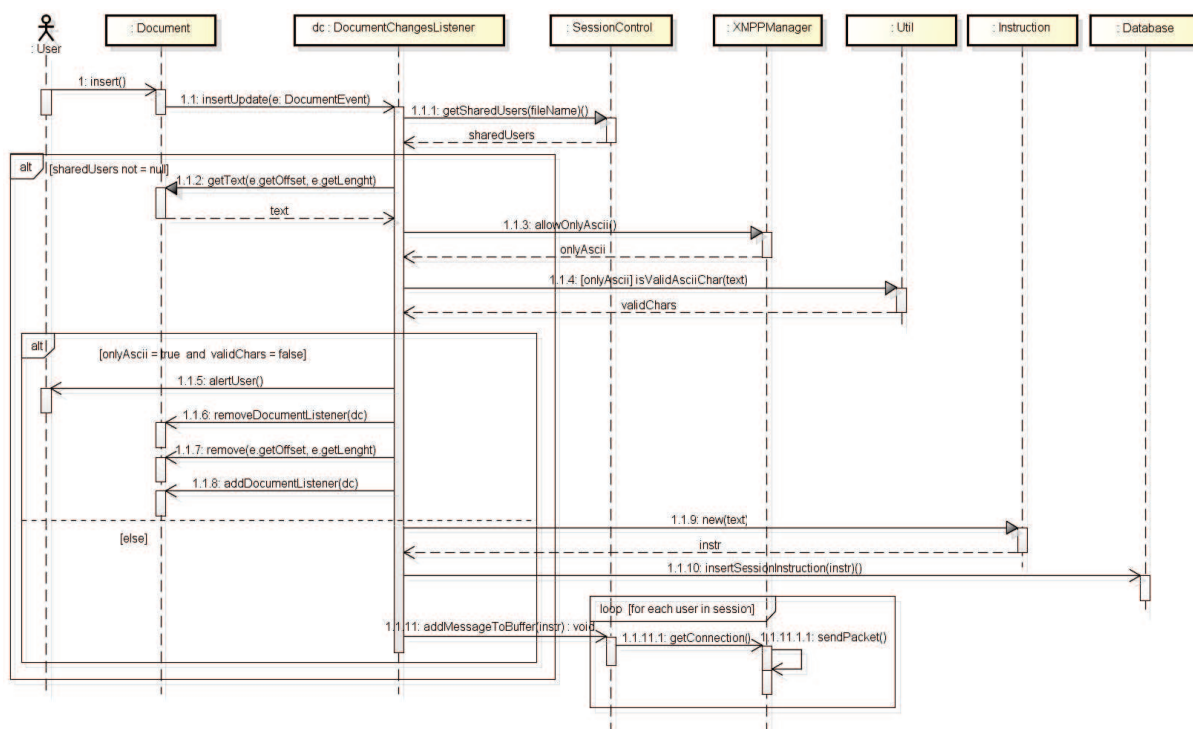 : Document
dc : DocumentChangesListener
: SessionControl
: XMPPManager
: Util
: Instruction
: Database
: User
1: insert()
1.1: insertUpdate(e: DocumentEvent)
1.1.1: getSharedUsers(fileName)()
sharedUsers
alt
[sharedUsers not = null]
1.1.2: getText(e.getOffset, e.getLenght)
text
1.1.3: allowOnlyAscii()
onlyAscii
1.1.4: [onlyAscii] isValidAsciiChar(text)
validChars
alt
[onlyAscii = true and validChars = false]
1.1.5: alertUser()
1.1.6: removeDocumentListener(dc)
1.1.7: remove(e.getOffset, e.getLenght)
1.1.8: addDocumentListener(dc)
1.1.9: new(text)
[else]
instr
1.1.10: insertSessionInstruction(instr)()
loop [for each user in session]
1.1.11: addMessageToBuffer(instr) : void
1.1.11.1: getConnection()
1.1.11.1.1: sendPacket()